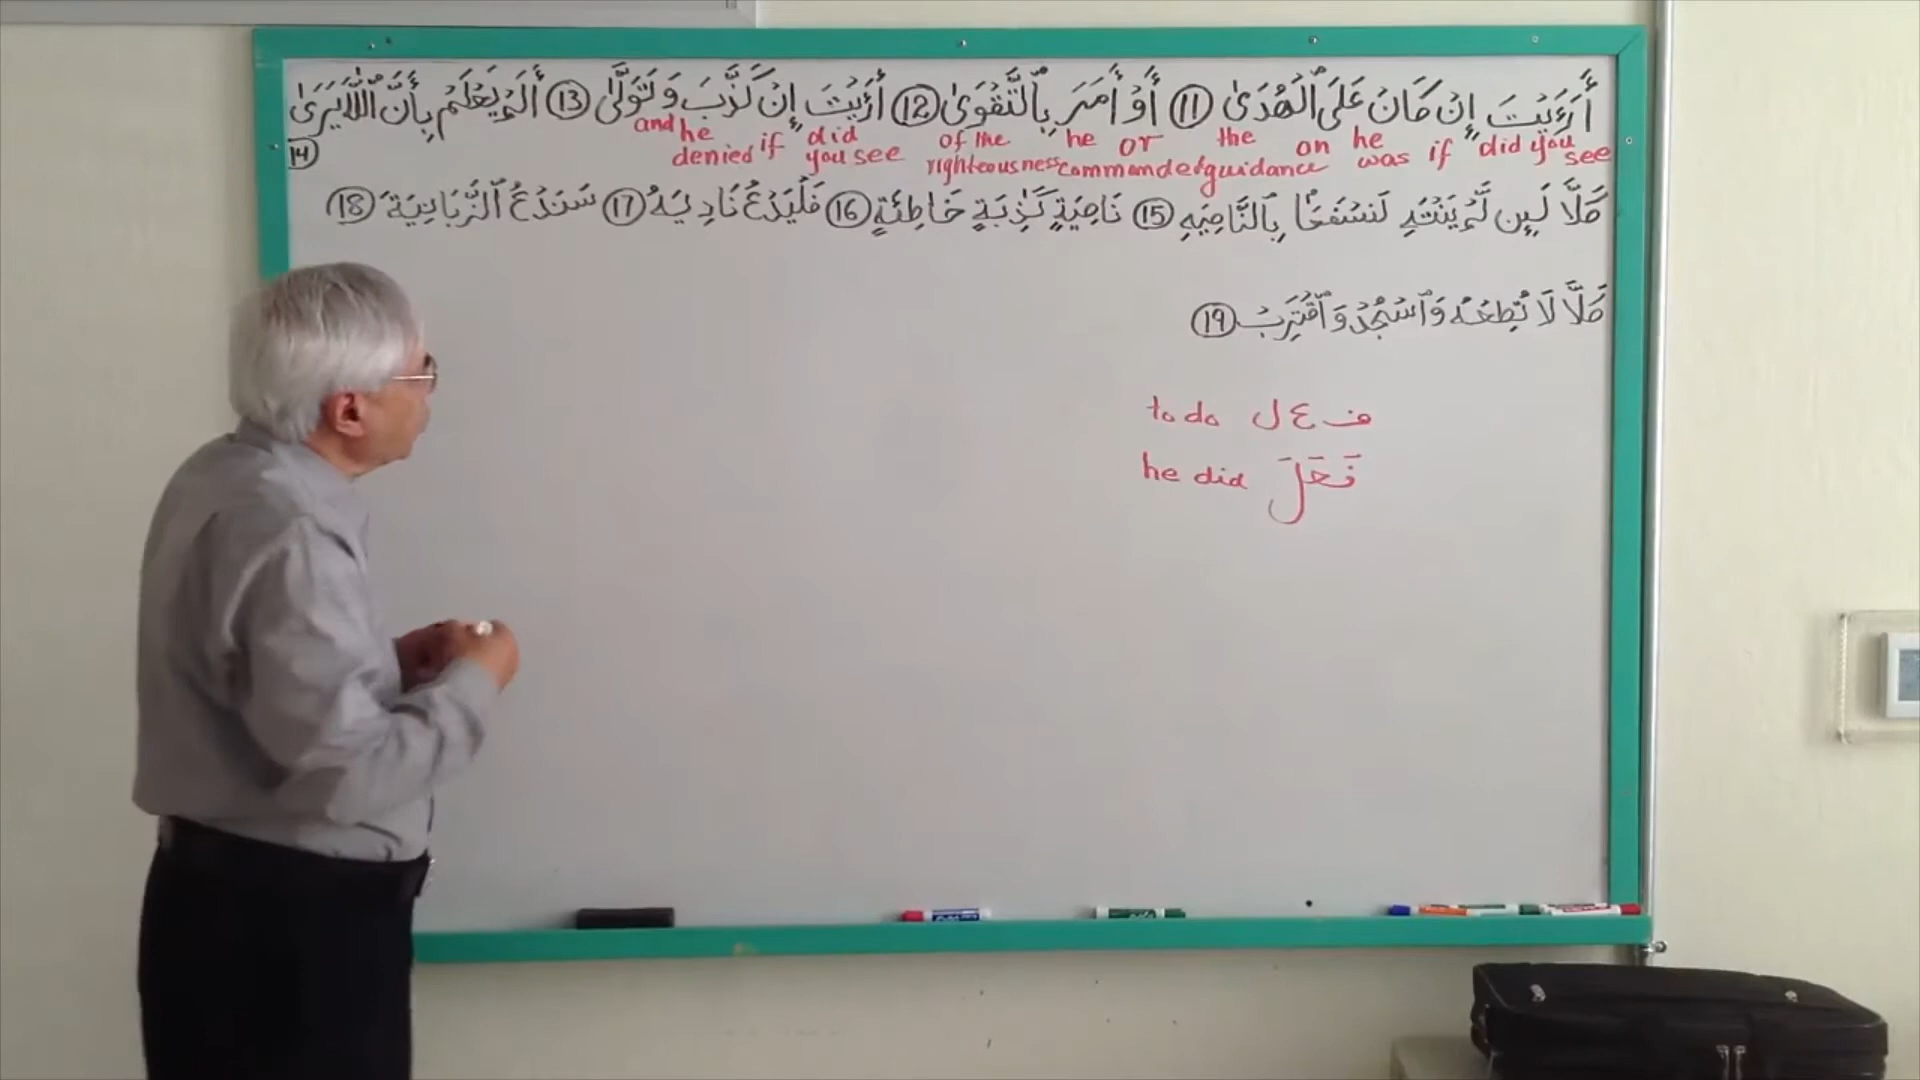 أَرَءَيْتَ إِن كَانَ عَلَى ٱلْهُدَىٰ ⑪ أَوْ أَمَرَ بِٱلتَّقْوَىٰ ⑫ أَرَءَيْتَ إِن كَذَّبَ وَتَوَلَّىٰ ⑬ أَلَمْ يَعْلَم بِأَنَّ ٱللَّهَ يَرَىٰ
and he did of the he or the on he did you
⑭ denied if you see righteousness commanded guidance was if see
كَلَّا لَئِن لَّمْ يَنتَهِ لَنَسْفَعًۢا بِٱلنَّاصِيَةِ ⑮ نَاصِيَةٍ كَٰذِبَةٍ خَاطِئَةٍ ⑯ فَلْيَدْعُ نَادِيَهُ ⑰ سَنَدْعُ ٱلزَّبَانِيَةَ ⑱
كَلَّا لَا تُطِعْهُ وَٱسْجُدْ وَٱقْتَرِب ⑲
to do ف ع ل
he did فَعَلَ